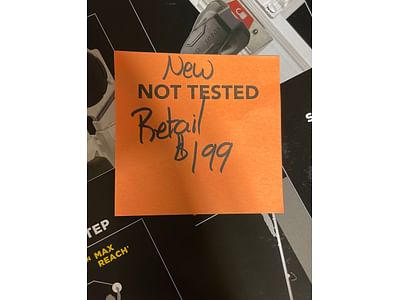 New
NOT TESTED
Retail
$199
TEP
MAX
REACH*